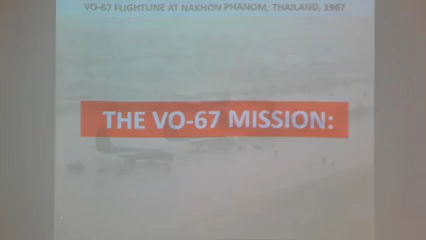 VO-67 FLIGHTLINE AT NAKHON PHANOM, THAILAND, 1967
THE VO-67 MISSION: